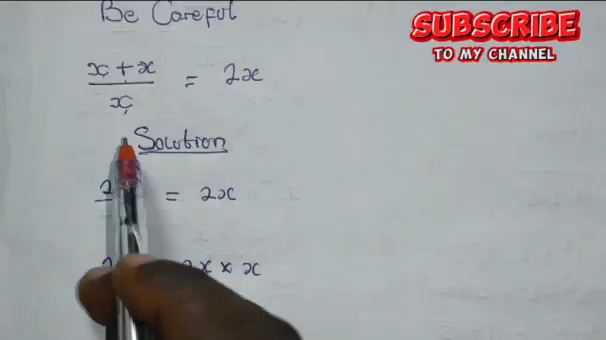 Be Careful
SUBSCRIBE
TO MY CHANNEL
x + x / x = 2x
Solution
= 2x
2x × x